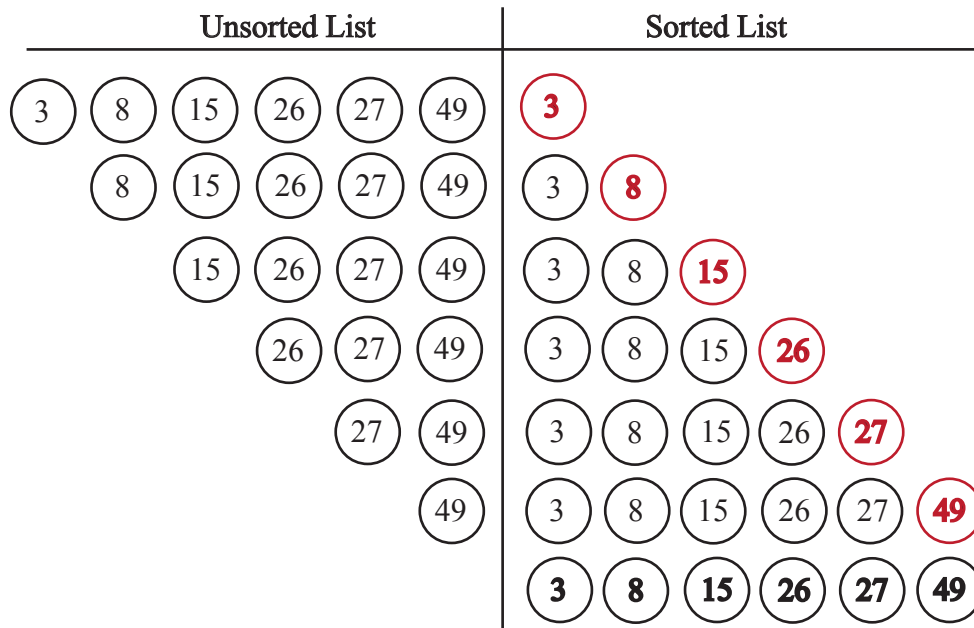 Unsorted List Sorted List
3 8 15 26 27 49 3
8 15 26 27 49 3 8
15 26 27 49 3 8 15
26 27 49 3 8 15 26
27 49 3 8 15 26 27
49 3 8 15 26 27 49
3 8 15 26 27 49